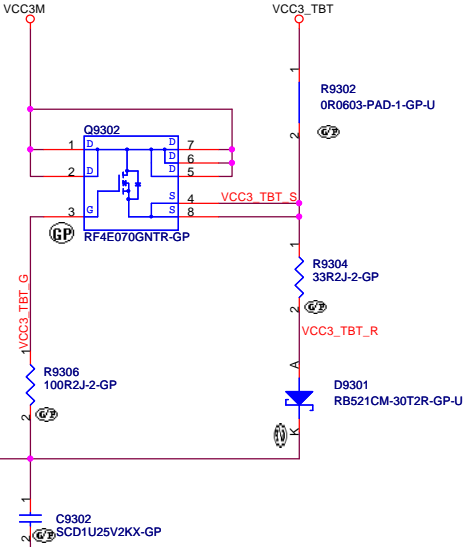 VCC3M
VCC3_TBT
1
R9302
0R0603-PAD-1-GP-U
2
G/P
Q9302
1
D
D
7
D
6
2
D
D
5
S
4
VCC3_TBT_S
3
G
S
8
GP
RF4E070GNTR-GP
1
R9304
33R2J-2-GP
2
G/P
VCC3_TBT_G
VCC3_TBT_R
1
R9306
100R2J-2-GP
2
G/P
A
D9301
RB521CM-30T2R-GP-U
K
1
C9302
SCD1U25V2KX-GP
2
G/P